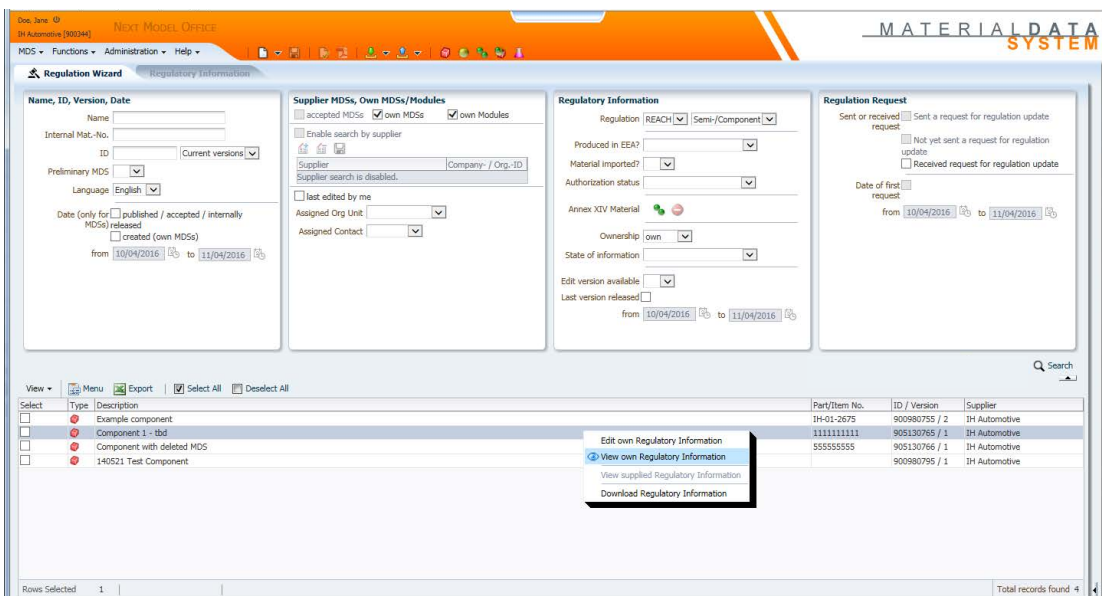 Doe, Jane
IH Automotive [900344]
NEXT MODEL OFFICE
MATERIALDATA
SYSTEM
MDS Functions Administration Help
Regulation Wizard Regulatory Information
Name, ID, Version, Date
Name
Internal Mat.-No.
ID Current versions
Preliminary MDS
Language English
Date (only for published / accepted / internally
MDSs) released
created (own MDSs)
from 10/04/2016 to 11/04/2016
Supplier MDSs, Own MDSs/Modules
accepted MDSs own MDSs own Modules
Enable search by supplier
Supplier Company- / Org.-ID
Supplier search is disabled.
last edited by me
Assigned Org Unit
Assigned Contact
Regulatory Information
Regulation REACH Semi-/Component
Produced in EEA?
Material imported?
Authorization status
Annex XIV Material
Ownership own
State of information
Edit version available
Last version released
from 10/04/2016 to 11/04/2016
Regulation Request
Sent or received Sent a request for regulation update
request
Not yet sent a request for regulation
update
Received request for regulation update
Date of first
request
from 10/04/2016 to 11/04/2016
Search
View Menu Export Select All Deselect All
Select Type Description Part/Item No. ID / Version Supplier
Example component IH-01-2675 900980755 / 2 IH Automotive
Component 1 - tbd 1111111111 905130765 / 1 IH Automotive
Component with deleted MDS 555555555 905130766 / 1 IH Automotive
140521 Test Component 900980795 / 1 IH Automotive
Edit own Regulatory Information
View own Regulatory Information
View supplied Regulatory Information
Download Regulatory Information
Rows Selected 1 Total records found 4